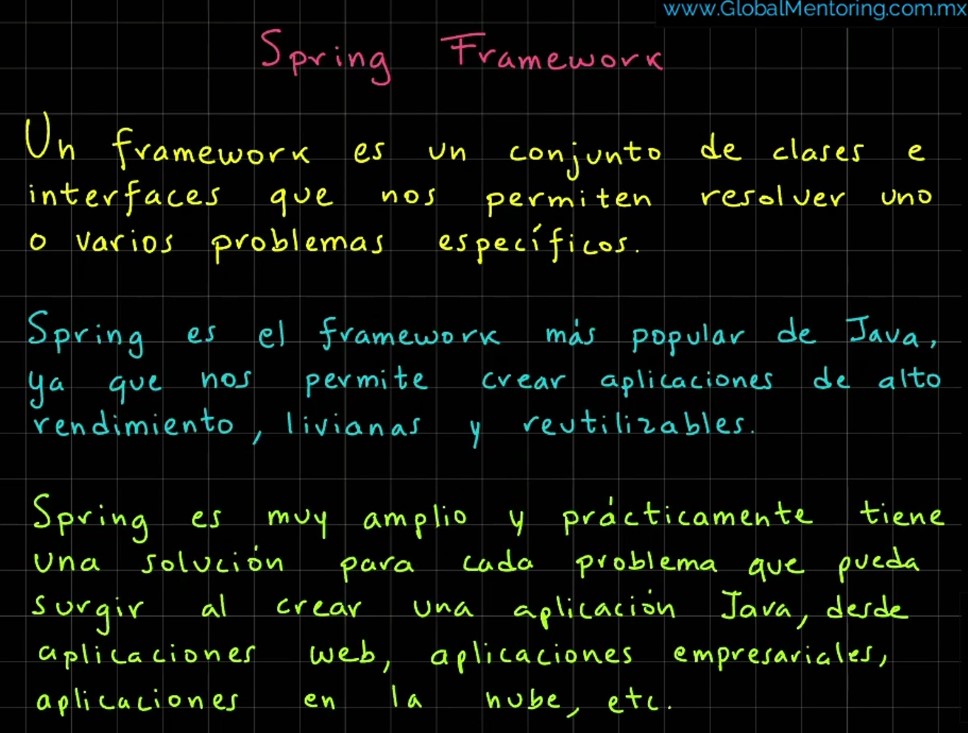 www.GlobalMentoring.com.mx
Spring Framework
Un framework es un conjunto de clases e
interfaces que nos permiten resolver uno
o varios problemas específicos.
Spring es el framework más popular de Java,
ya que nos permite crear aplicaciones de alto
rendimiento, livianas y reutilizables.
Spring es muy amplio y prácticamente tiene
una solución para cada problema que pueda
surgir al crear una aplicación Java, desde
aplicaciones web, aplicaciones empresariales,
aplicaciones en la nube, etc.